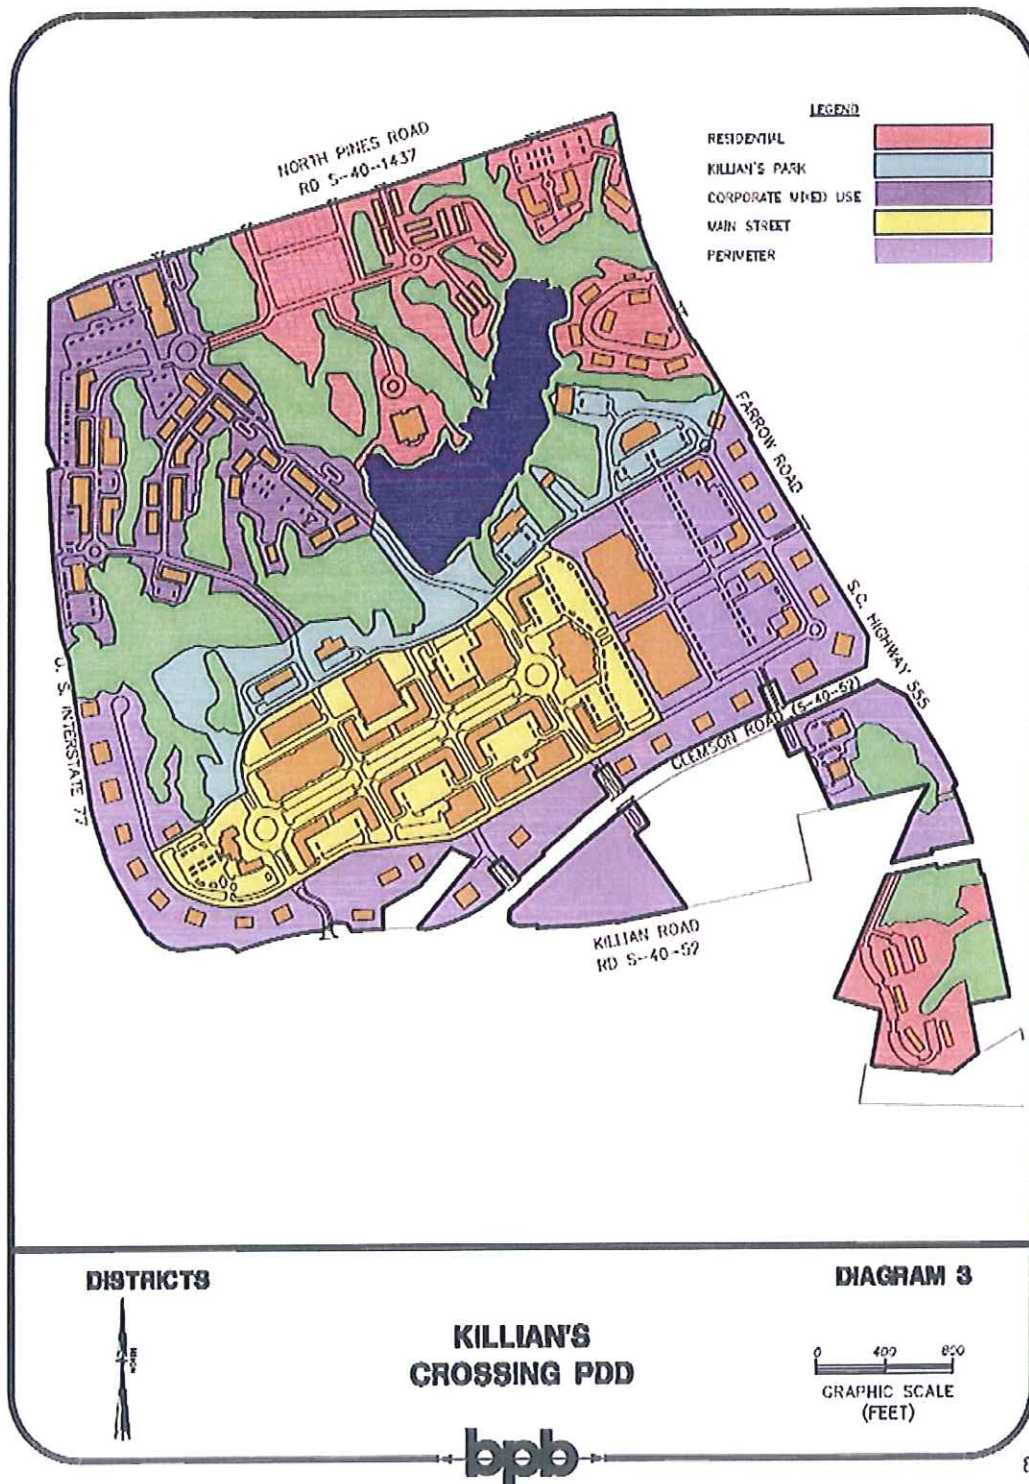 LEGEND
RESIDENTIAL
KILLIAN'S PARK
CORPORATE MIXED USE
MAIN STREET
PERIMETER
NORTH PINES ROAD
RD S-40-1437
FARROW ROAD
S.C. HIGHWAY 555
U. S. INTERSTATE 77
CLEMSON ROAD (S-40-52)
KILLIAN ROAD
RD S-40-52
DISTRICTS
DIAGRAM 3
NORTH
KILLIAN'S
CROSSING PDD
0 400 800
GRAPHIC SCALE
(FEET)
bpb